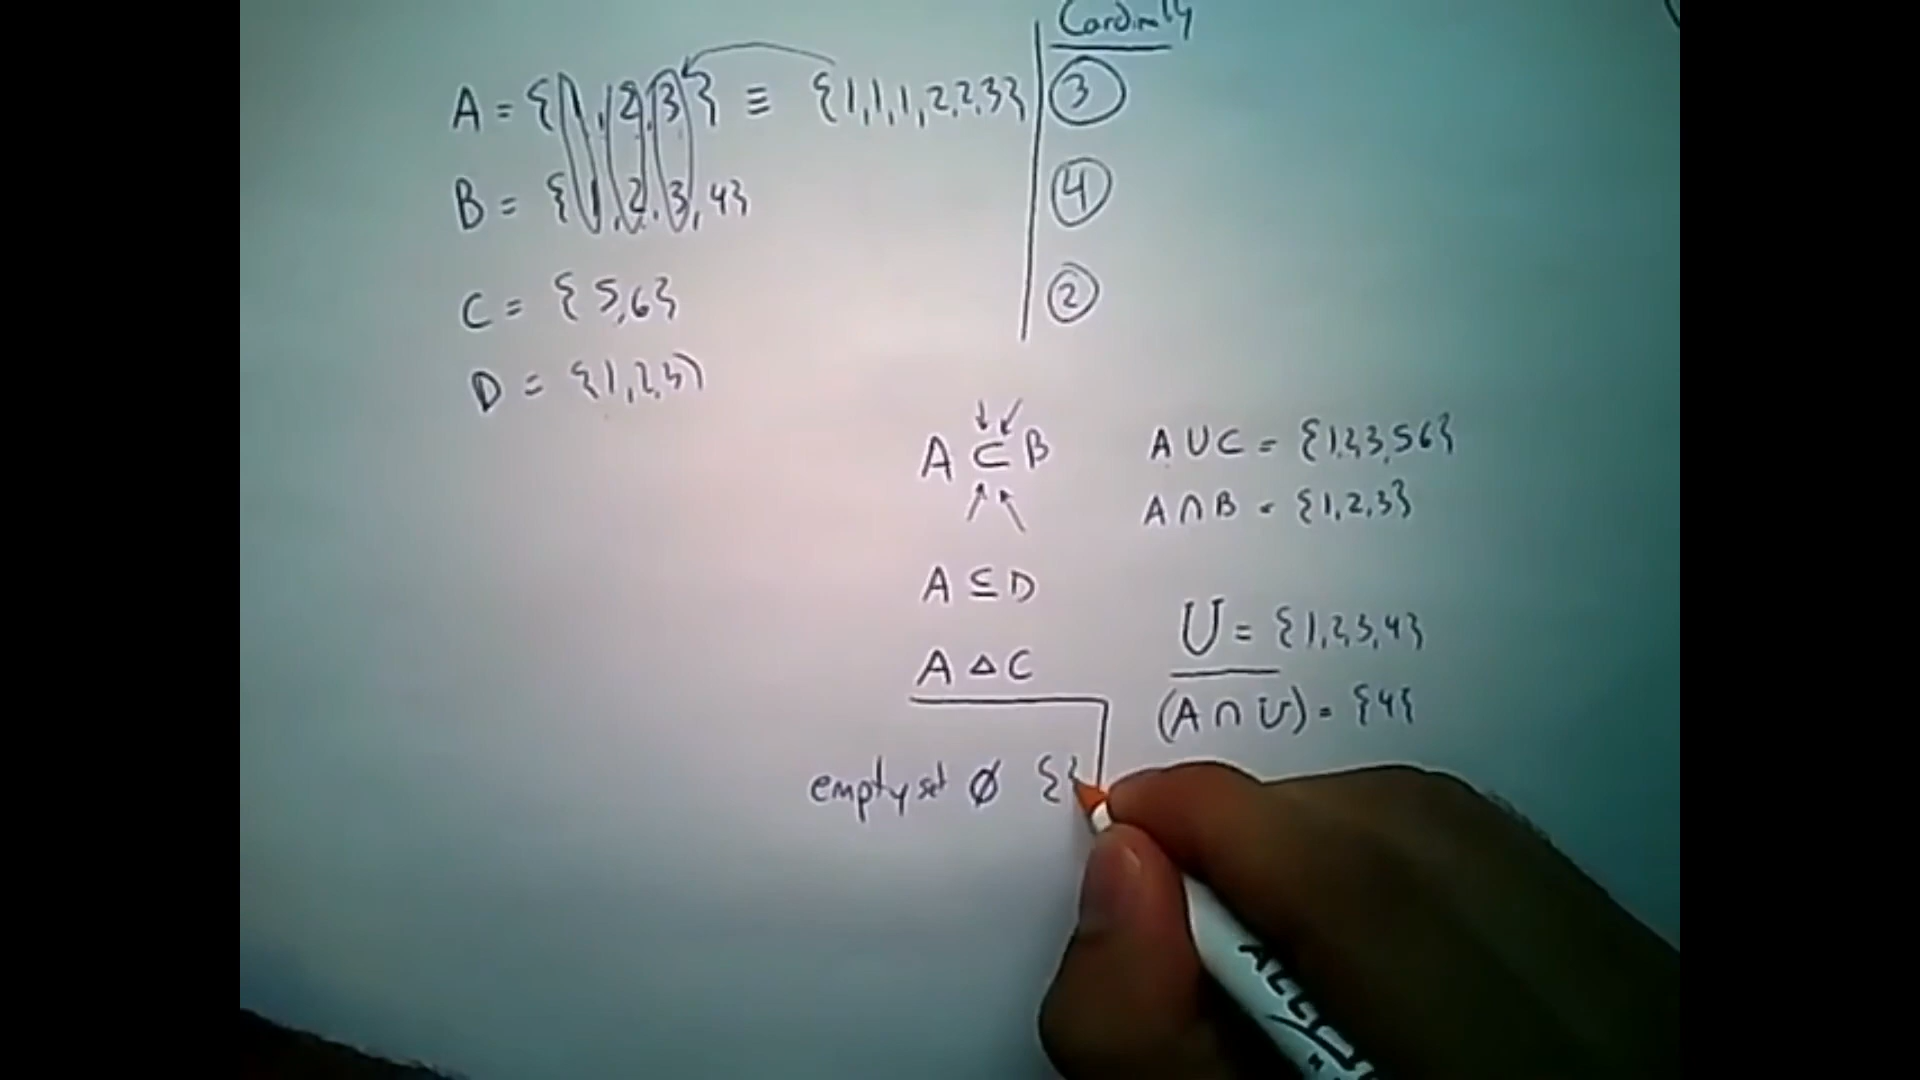 Cardinlty
A = {1,2,3} ≡ {1,1,1,2,2,3} 3
B = {1,2,3,4} 4
C = {5,6} 2
D = {1,2,3}
A ⊂ B
A ∪ C = {1,2,3,5 6}
A ∩ B = {1,2,3}
A ⊆ D
U = {1,2,3,4}
A △ C
(A ∩ U) = {4{
empty set ∅ {}